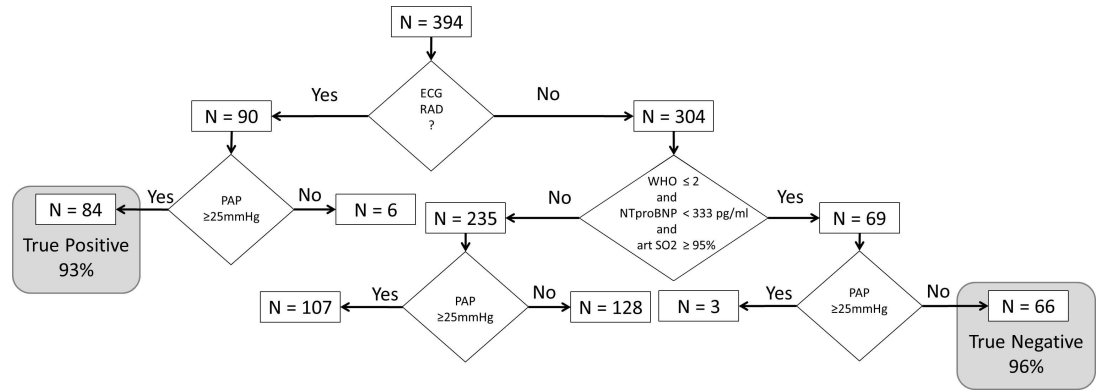 N = 394
ECG
RAD
?
Yes
No
N = 90
N = 304
PAP
≥25mmHg
Yes
No
N = 84
True Positive
93%
N = 6
WHO ≤ 2
and
NTproBNP < 333 pg/ml
and
art SO2 ≥ 95%
No
Yes
N = 235
N = 69
PAP
≥25mmHg
Yes
No
N = 107
N = 128
PAP
≥25mmHg
Yes
No
N = 3
N = 66
True Negative
96%